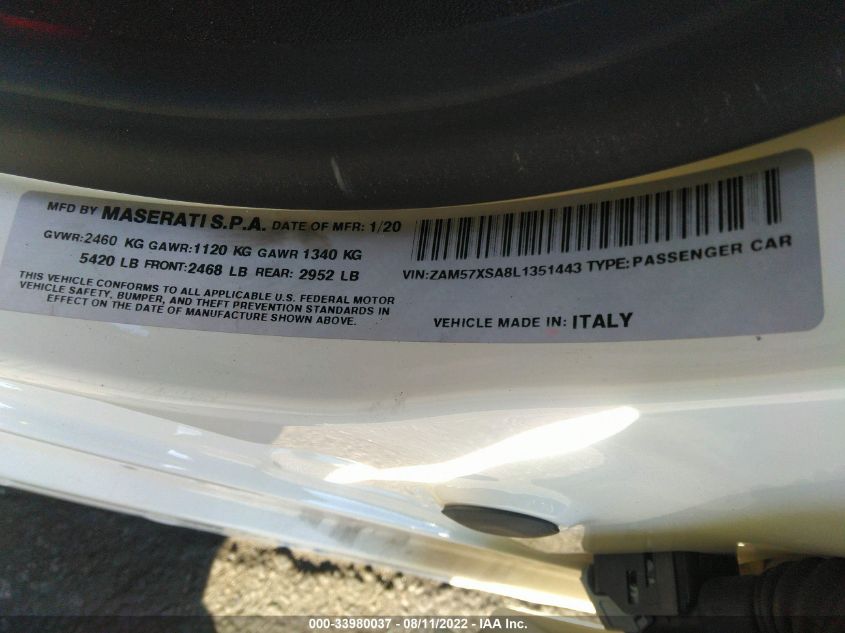 MFD BY MASERATI S.P.A. DATE OF MFR: 1/20
GVWR:2460 KG GAWR:1120 KG GAWR 1340 KG
5420 LB FRONT:2468 LB REAR: 2952 LB
THIS VEHICLE CONFORMS TO ALL APPLICABLE U.S. FEDERAL MOTOR
VEHICLE SAFETY, BUMPER, AND THEFT PREVENTION STANDARDS IN
EFFECT ON THE DATE OF MANUFACTURE SHOWN ABOVE.
VIN:ZAM57XSA8L1351443 TYPE:PASSENGER CAR
VEHICLE MADE IN: ITALY
000-33980037 - 08/11/2022 - IAA Inc.